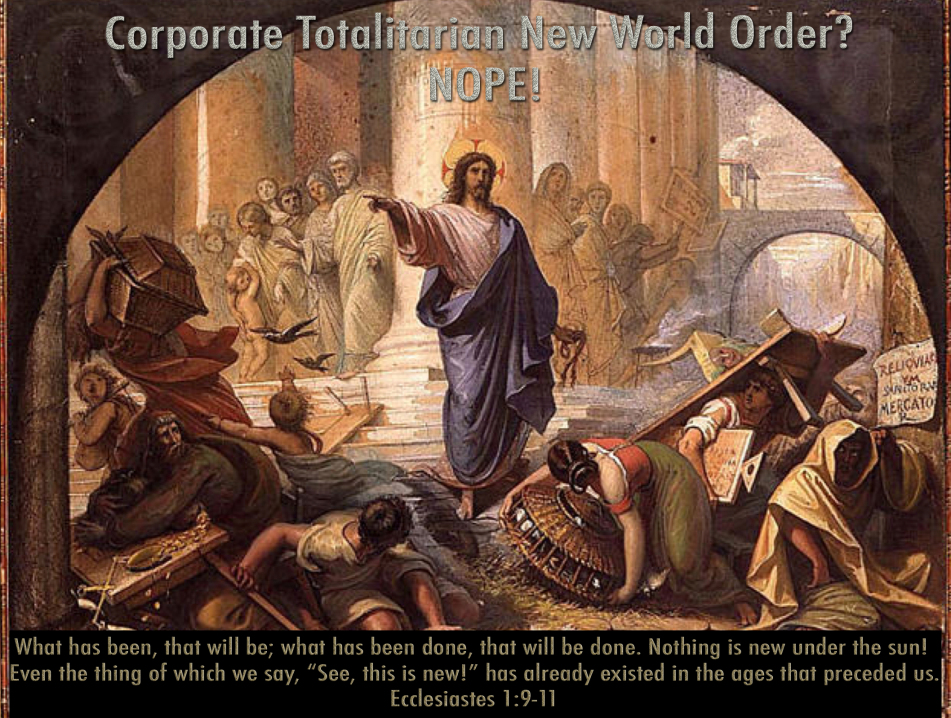 Corporate Totalitarian New World Order?
NOPE!
RELIQUIAE
MERCATO
What has been, that will be; what has been done, that will be done. Nothing is new under the sun!
Even the thing of which we say, “See, this is new!” has already existed in the ages that preceded us.
Ecclesiastes 1:9-11